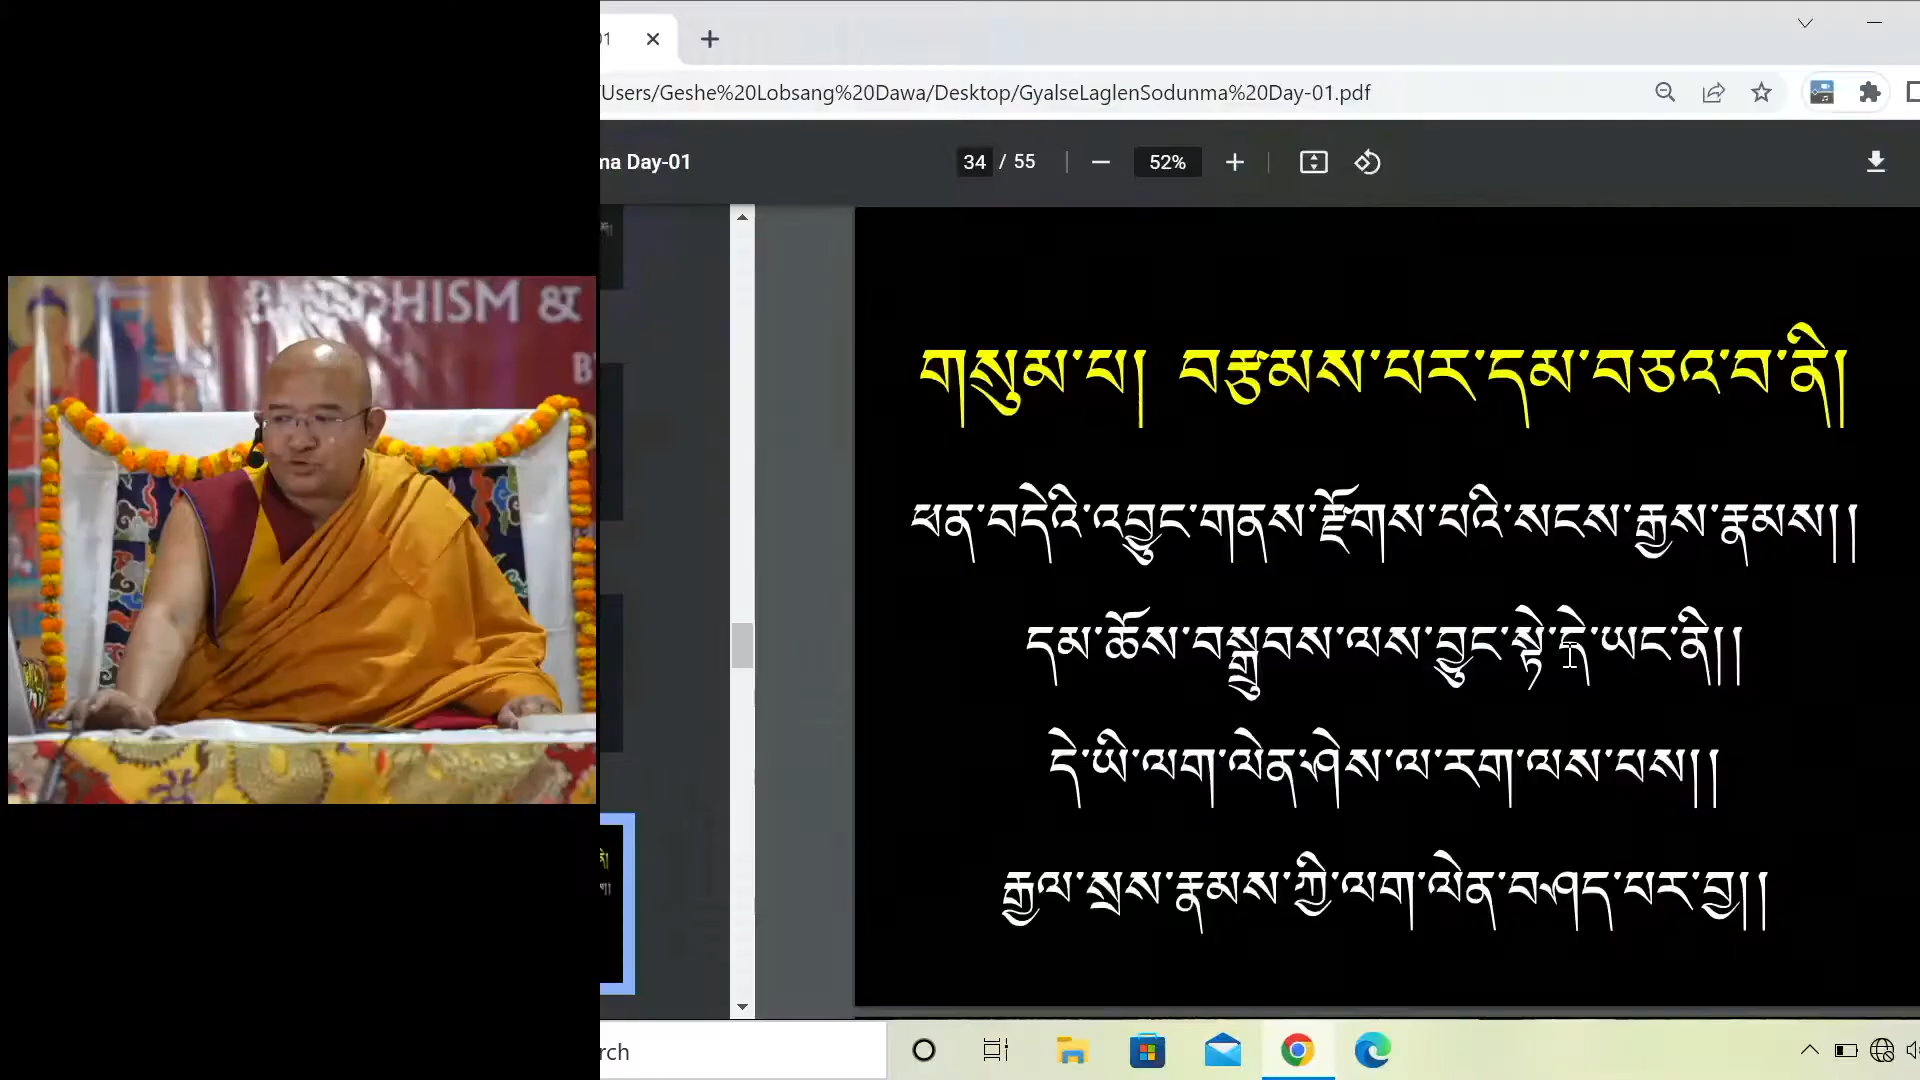 BUDDHISM &
B
01
Users/Geshe%20Lobsang%20Dawa/Desktop/GyalseLaglenSodunma%20Day-01.pdf
ma Day-01
34 / 55
52%
གསུམ་པ། བརྩམས་པར་དམ་བཅའ་བ་ནི།
ཕན་བདེའི་འབྱུང་གནས་རྫོགས་པའི་སངས་རྒྱས་རྣམས།།
དམ་ཆོས་བསྒྲུབས་ལས་བྱུང་སྟེ་དེ་ཡང་ནི།།
དེ་ཡི་ལག་ལེན་ཤེས་ལ་རག་ལས་པས།།
རྒྱལ་སྲས་རྣམས་ཀྱི་ལག་ལེན་བཤད་པར་བྱ།།
rch